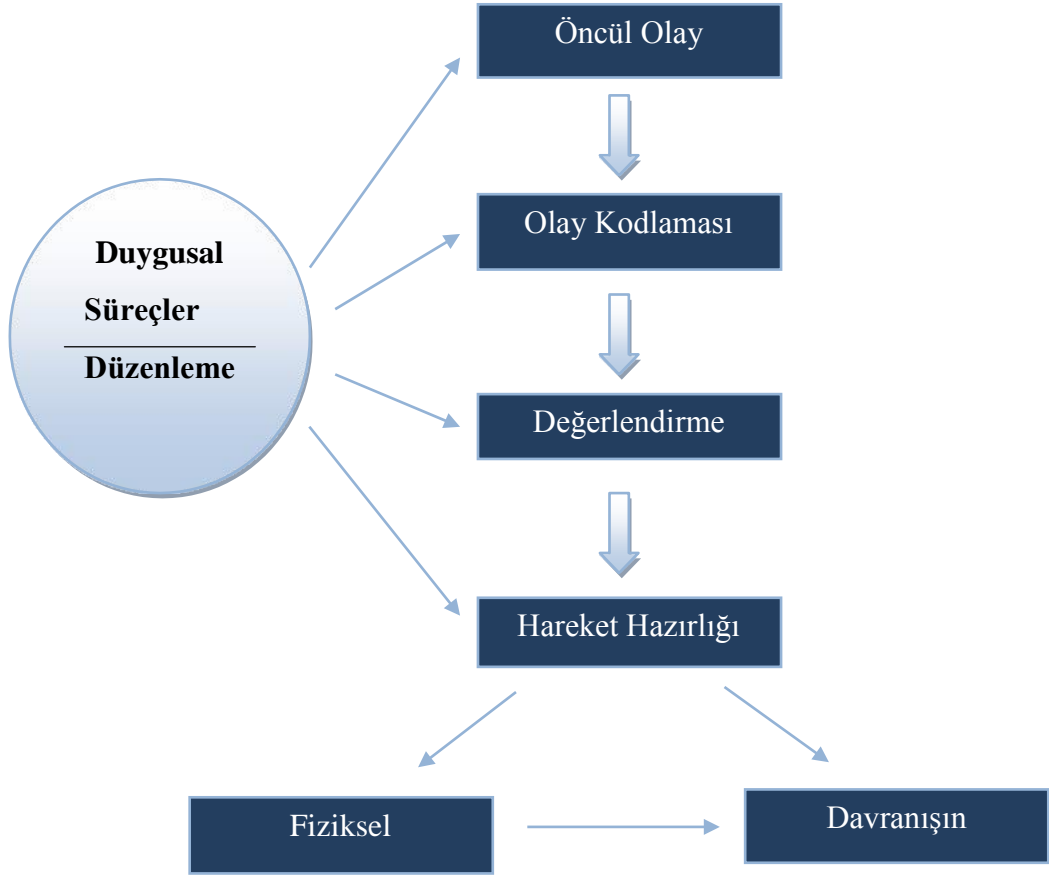 Öncül Olay
Olay Kodlaması
Duygusal
Süreçler
Düzenleme
Değerlendirme
Hareket Hazırlığı
Fiziksel
Davranışın